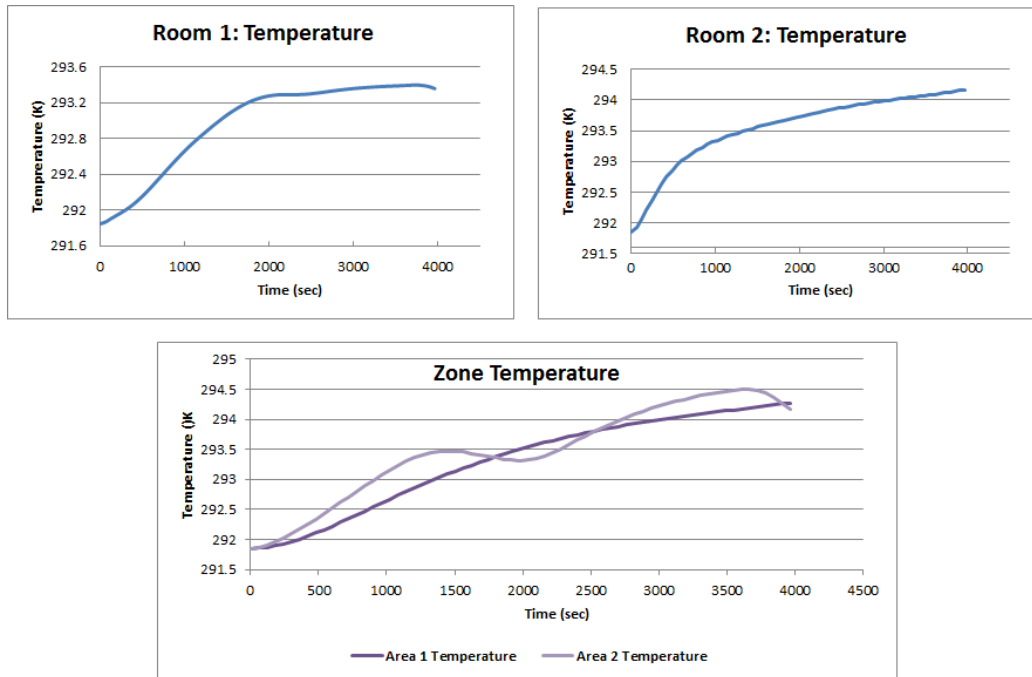 Room 1: Temperature
293.6
293.2
292.8
292.4
292
291.6
Temprerature (K)
0 1000 2000 3000 4000
Time (sec)
Room 2: Temperature
294.5
294
293.5
293
292.5
292
291.5
Temperature (K)
0 1000 2000 3000 4000
Time (sec)
Zone Temperature
295
294.5
294
293.5
293
292.5
292
291.5
Temperature ()K
0 500 1000 1500 2000 2500 3000 3500 4000 4500
Time (sec)
Area 1 Temperature Area 2 Temperature